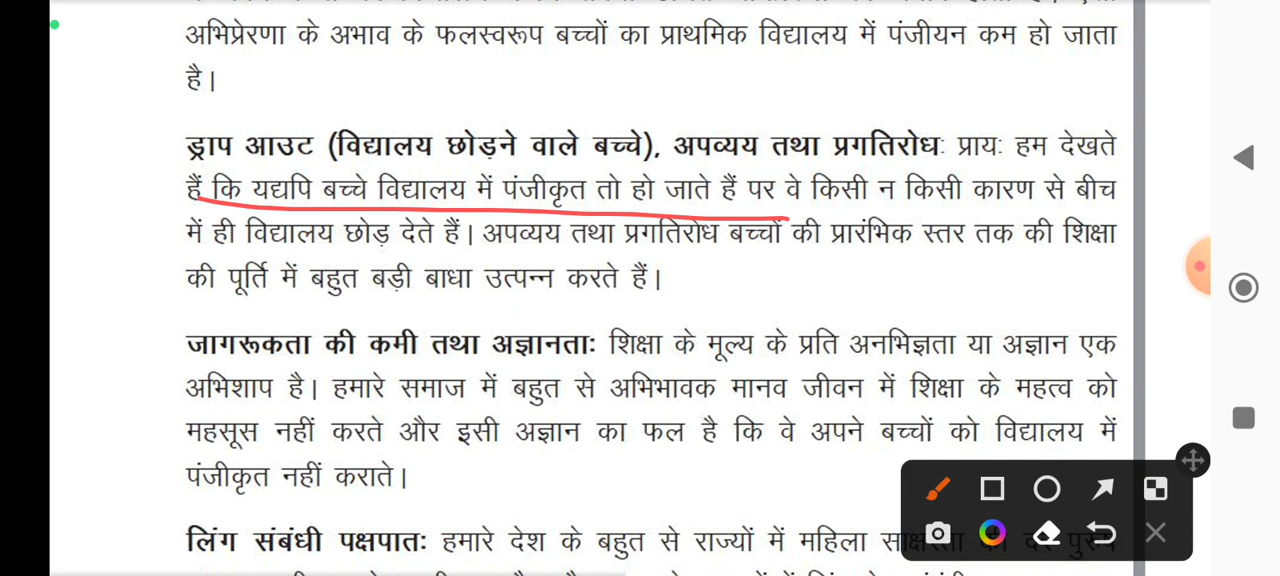 अभिप्रेरणा के अभाव के फलस्वरूप बच्चों का प्राथमिक विद्यालय में पंजीयन कम हो जाता
है।
ड्राप आउट (विद्यालय छोड़ने वाले बच्चे), अपव्यय तथा प्रगतिरोधः प्रायः हम देखते
हैं कि यद्यपि बच्चे विद्यालय में पंजीकृत तो हो जाते हैं पर वे किसी न किसी कारण से बीच
में ही विद्यालय छोड़ देते हैं। अपव्यय तथा प्रगतिरोध बच्चों की प्रारंभिक स्तर तक की शिक्षा
की पूर्ति में बहुत बड़ी बाधा उत्पन्न करते हैं।
जागरूकता की कमी तथा अज्ञानताः शिक्षा के मूल्य के प्रति अनभिज्ञता या अज्ञान एक
अभिशाप है। हमारे समाज में बहुत से अभिभावक मानव जीवन में शिक्षा के महत्व को
महसूस नहीं करते और इसी अज्ञान का फल है कि वे अपने बच्चों को विद्यालय में
पंजीकृत नहीं कराते।
लिंग संबंधी पक्षपातः हमारे देश के बहुत से राज्यों में महिला साक्षरता की दर पुरुष